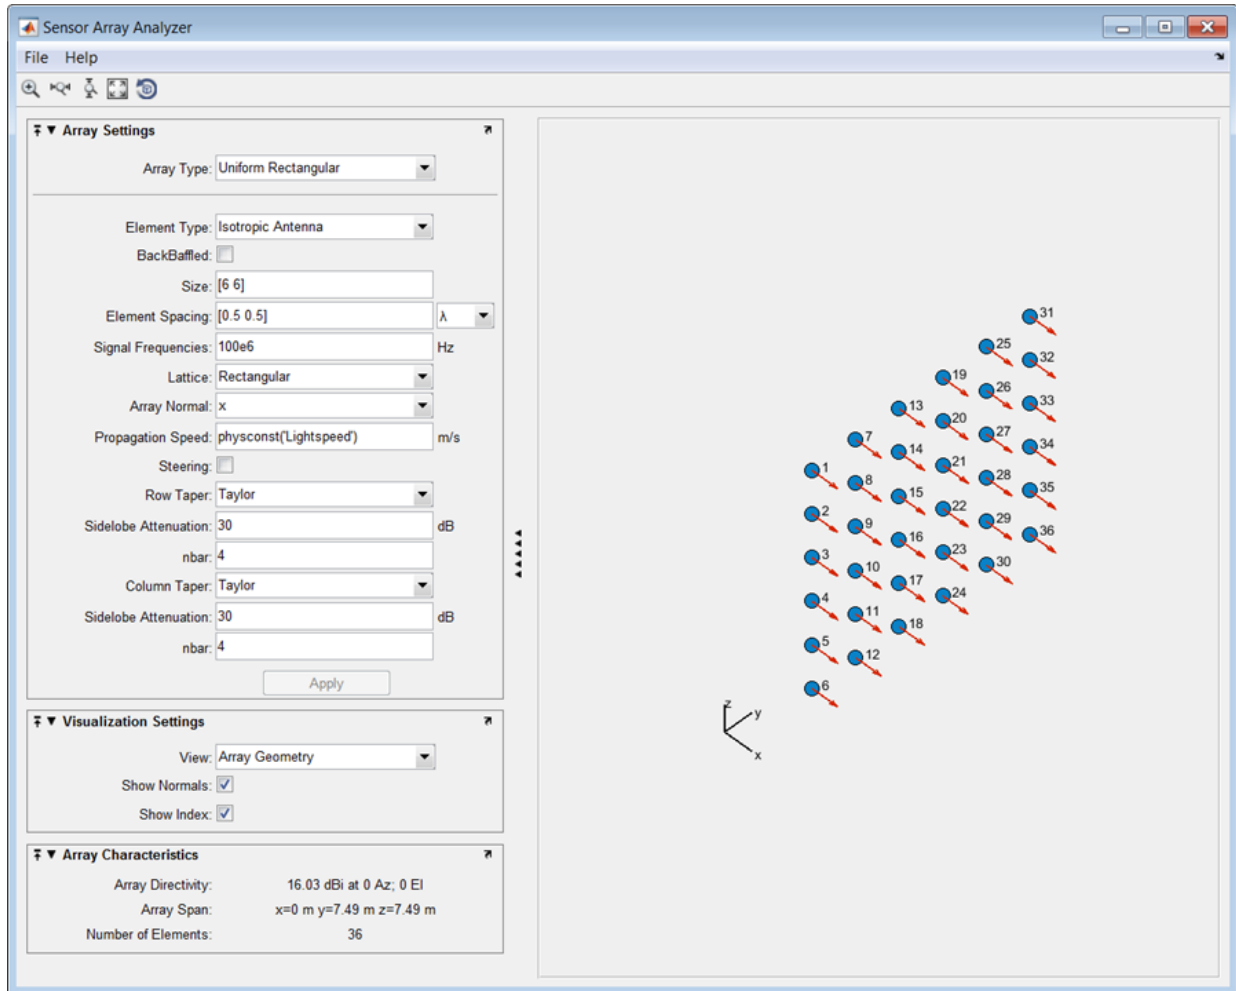 Sensor Array Analyzer
File Help
Array Settings
Array Type: Uniform Rectangular
Element Type: Isotropic Antenna
BackBaffled:
Size: [6 6]
Element Spacing: [0.5 0.5] λ
Signal Frequencies: 100e6 Hz
Lattice: Rectangular
Array Normal: x
Propagation Speed: physconst('Lightspeed') m/s
Steering:
Row Taper: Taylor
Sidelobe Attenuation: 30 dB
nbar: 4
Column Taper: Taylor
Sidelobe Attenuation: 30 dB
nbar: 4
Apply
Visualization Settings
View: Array Geometry
Show Normals:
Show Index:
Array Characteristics
Array Directivity: 16.03 dBi at 0 Az; 0 El
Array Span: x=0 m y=7.49 m z=7.49 m
Number of Elements: 36
31
25
32
19
26
33
13
20
27
34
7
14
21
28
35
1
8
15
22
29
36
2
9
16
23
30
3
10
17
24
4
11
18
5
12
6
z
y
x